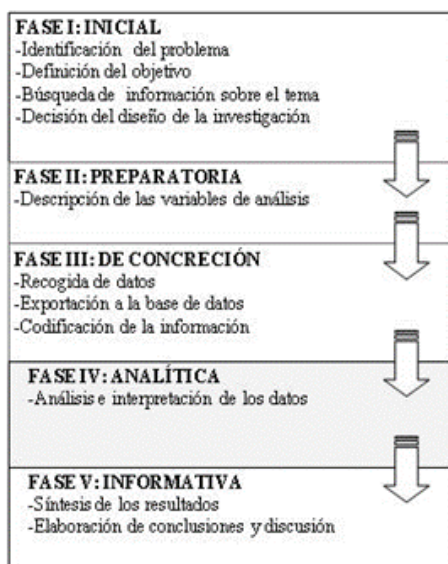 FASE I: INICIAL
-Identificación del problema
-Definición del objetivo
-Búsqueda de información sobre el tema
-Decisión del diseño de la investigación
FASE II: PREPARATORIA
-Descripción de las variables de análisis
FASE III: DE CONCRECIÓN
-Recogida de datos
-Exportación a la base de datos
-Codificación de la información
FASE IV: ANALÍTICA
-Análisis e interpretación de los datos
FASE V: INFORMATIVA
-Síntesis de los resultados
-Elaboración de conclusiones y discusión